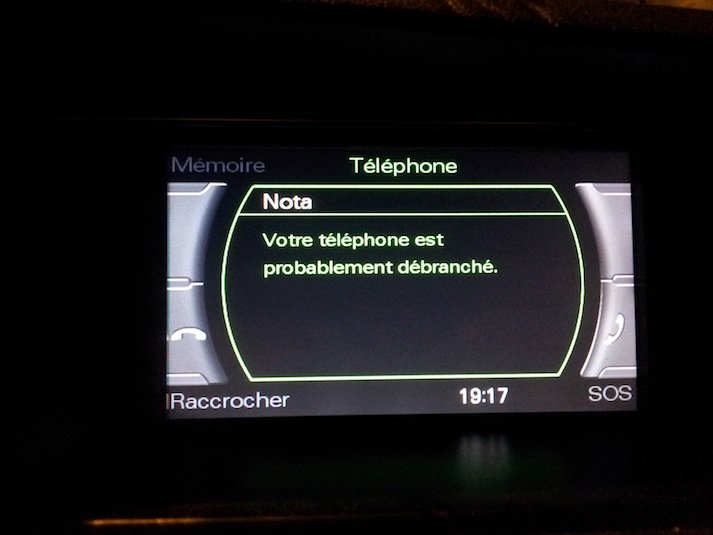 Mémoire Téléphone
Nota
Votre téléphone est
probablement débranché.
Raccrocher 19:17 SOS